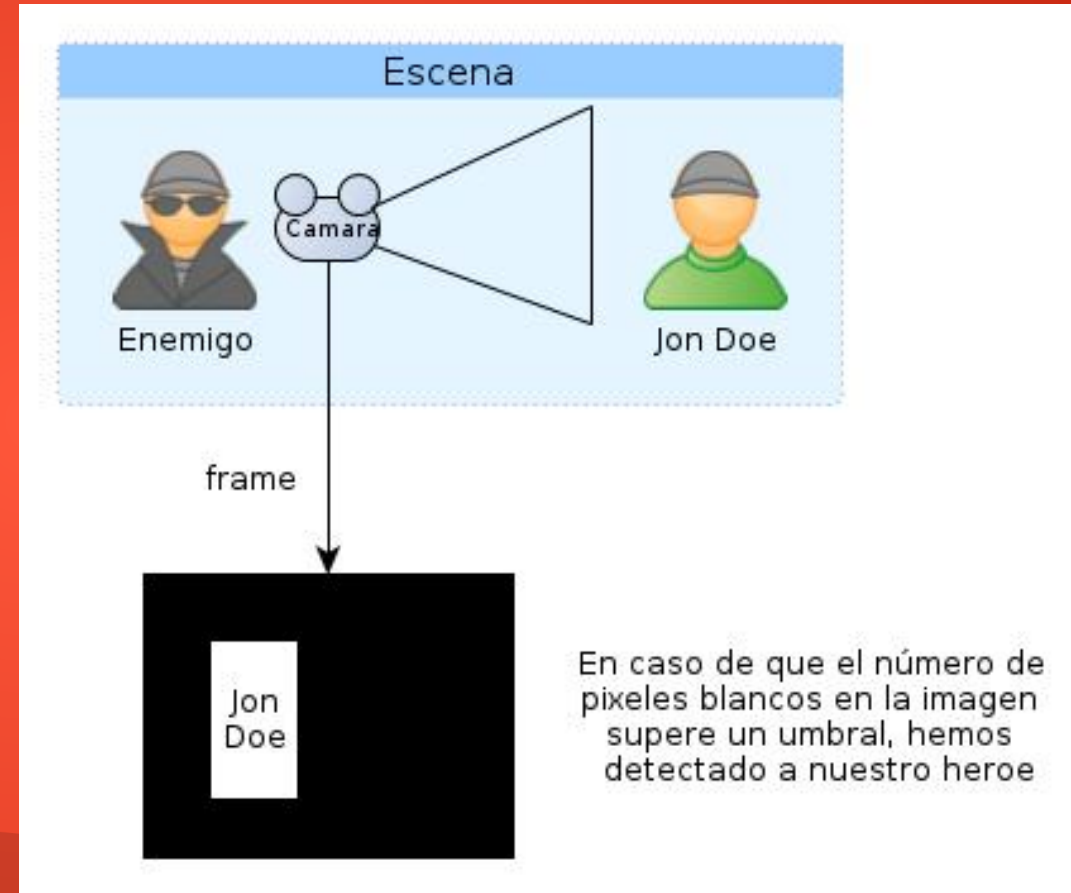 Escena
Camara
Enemigo
Jon Doe
frame
Jon
Doe
En caso de que el número de
pixeles blancos en la imagen
supere un umbral, hemos
detectado a nuestro heroe